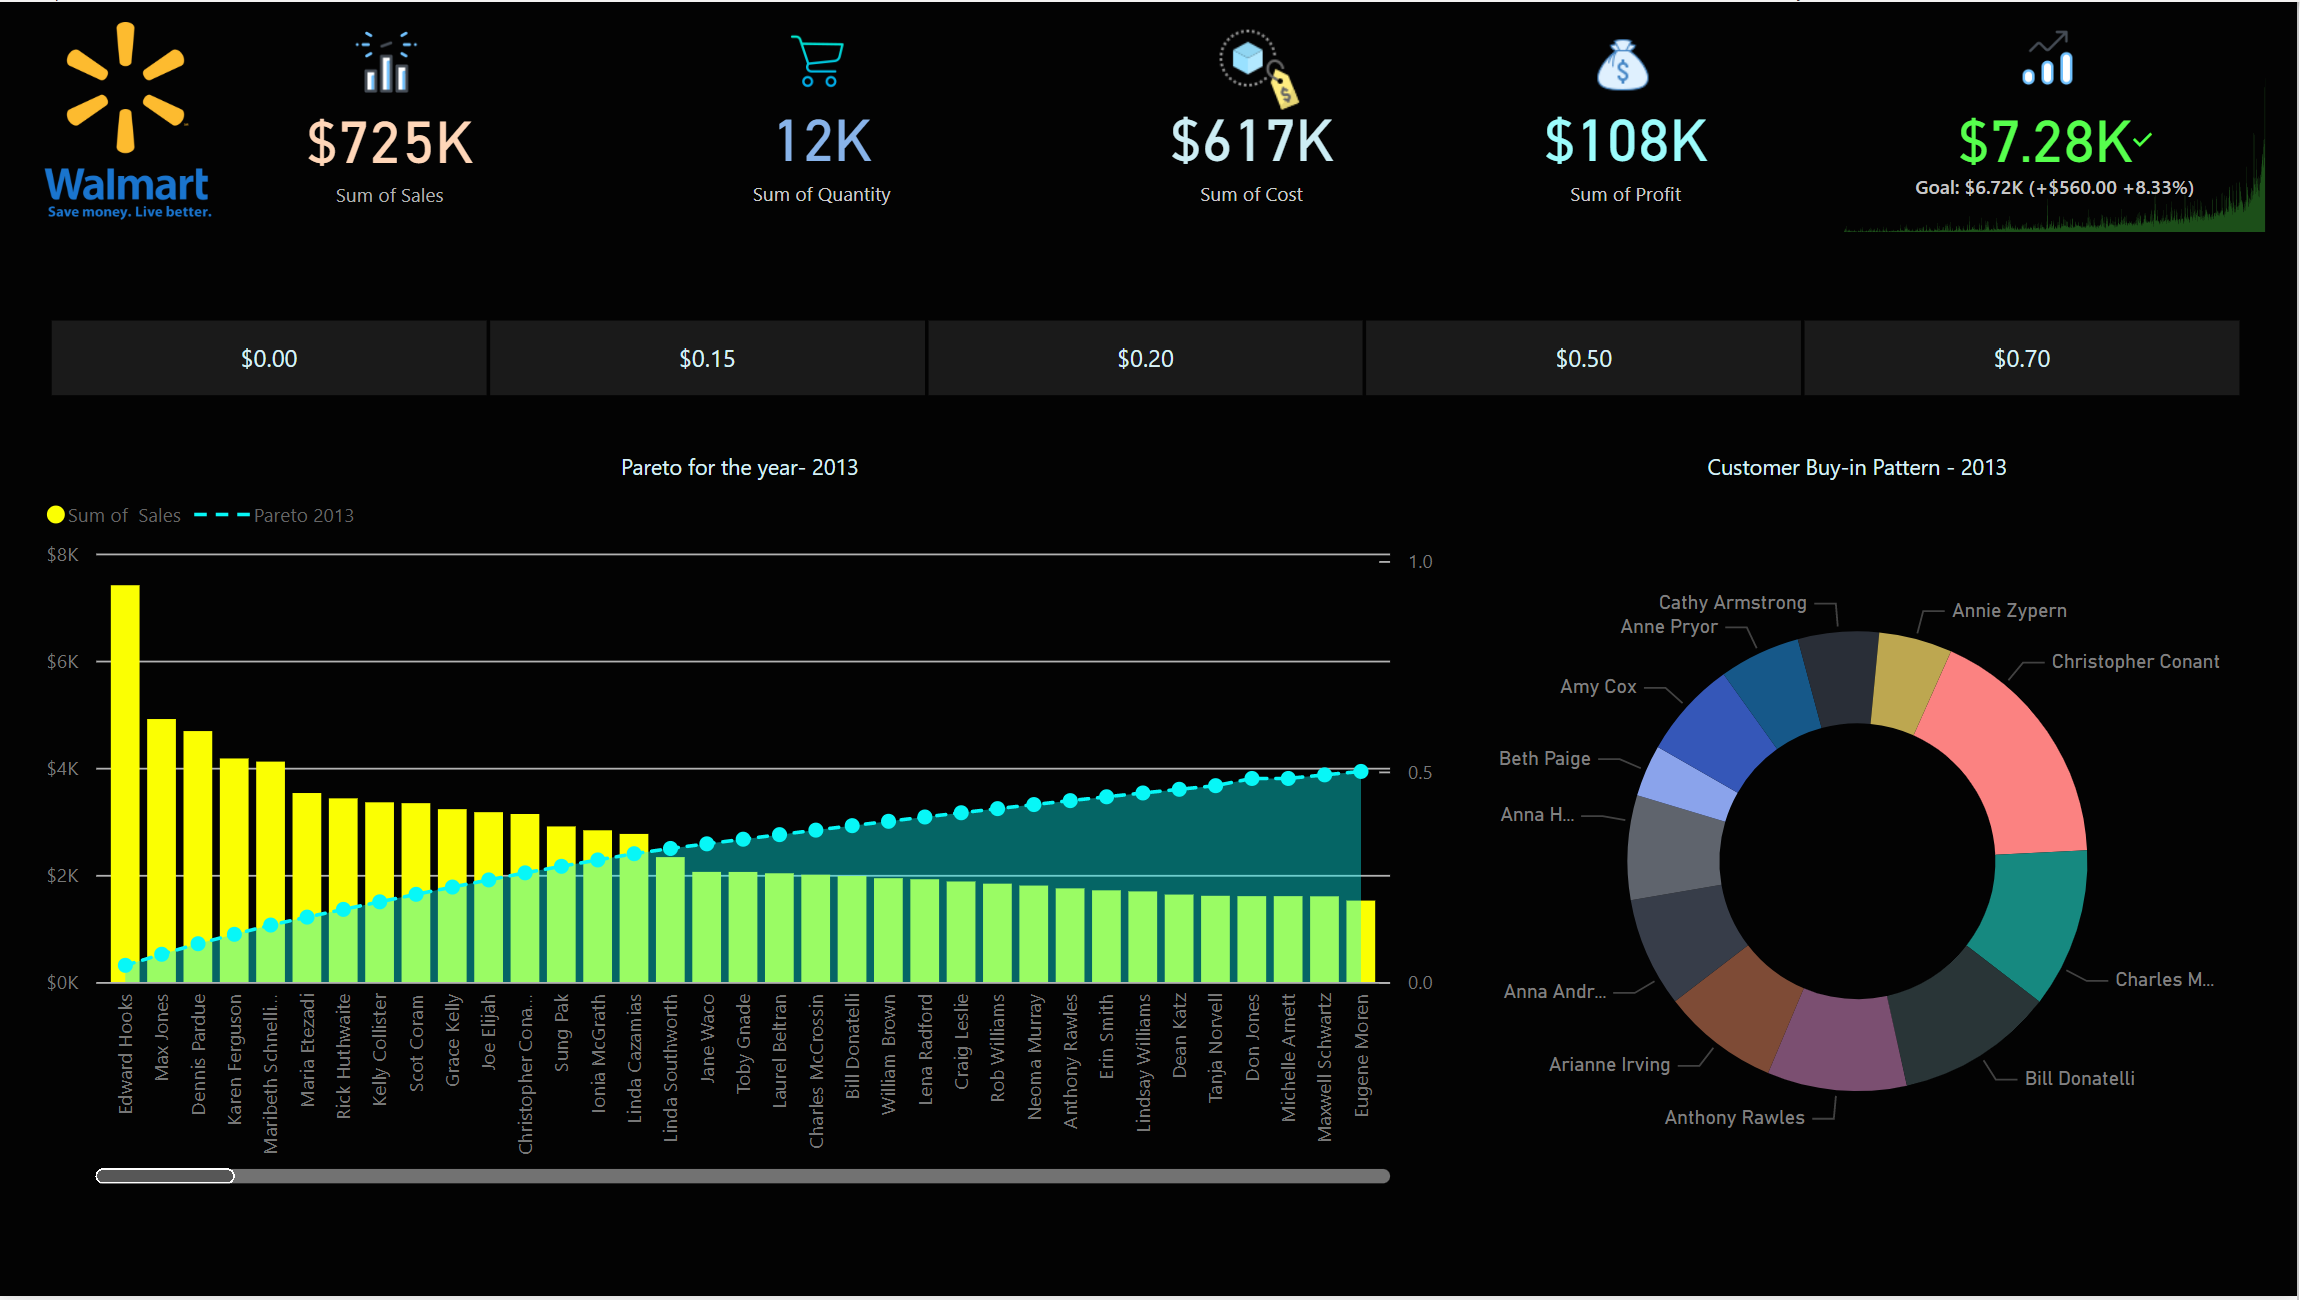 Walmart
Save money. Live better.
$725K
Sum of Sales
12K
Sum of Quantity
$617K
Sum of Cost
$108K
Sum of Profit
$7.28K
Goal: $6.72K (+$560.00 +8.33%)
$0.00
$0.15
$0.20
$0.50
$0.70
Pareto for the year- 2013
Sum of Sales
Pareto 2013
$8K
$6K
$4K
$2K
$0K
1.0
0.5
0.0
Edward Hooks
Max Jones
Dennis Pardue
Karen Ferguson
Maribeth Schnelli...
Maria Etezadi
Rick Huthwaite
Kelly Collister
Scot Coram
Grace Kelly
Joe Elijah
Christopher Cona...
Sung Pak
Ionia McGrath
Linda Cazamias
Linda Southworth
Jane Waco
Toby Gnade
Laurel Beltran
Charles McCrossin
Bill Donatelli
William Brown
Lena Radford
Craig Leslie
Rob Williams
Neoma Murray
Anthony Rawles
Erin Smith
Lindsay Williams
Dean Katz
Tanja Norvell
Don Jones
Michelle Arnett
Maxwell Schwartz
Eugene Moren
Customer Buy-in Pattern - 2013
Cathy Armstrong
Annie Zypern
Anne Pryor
Christopher Conant
Amy Cox
Beth Paige
Anna H...
Charles M...
Anna Andr...
Arianne Irving
Bill Donatelli
Anthony Rawles